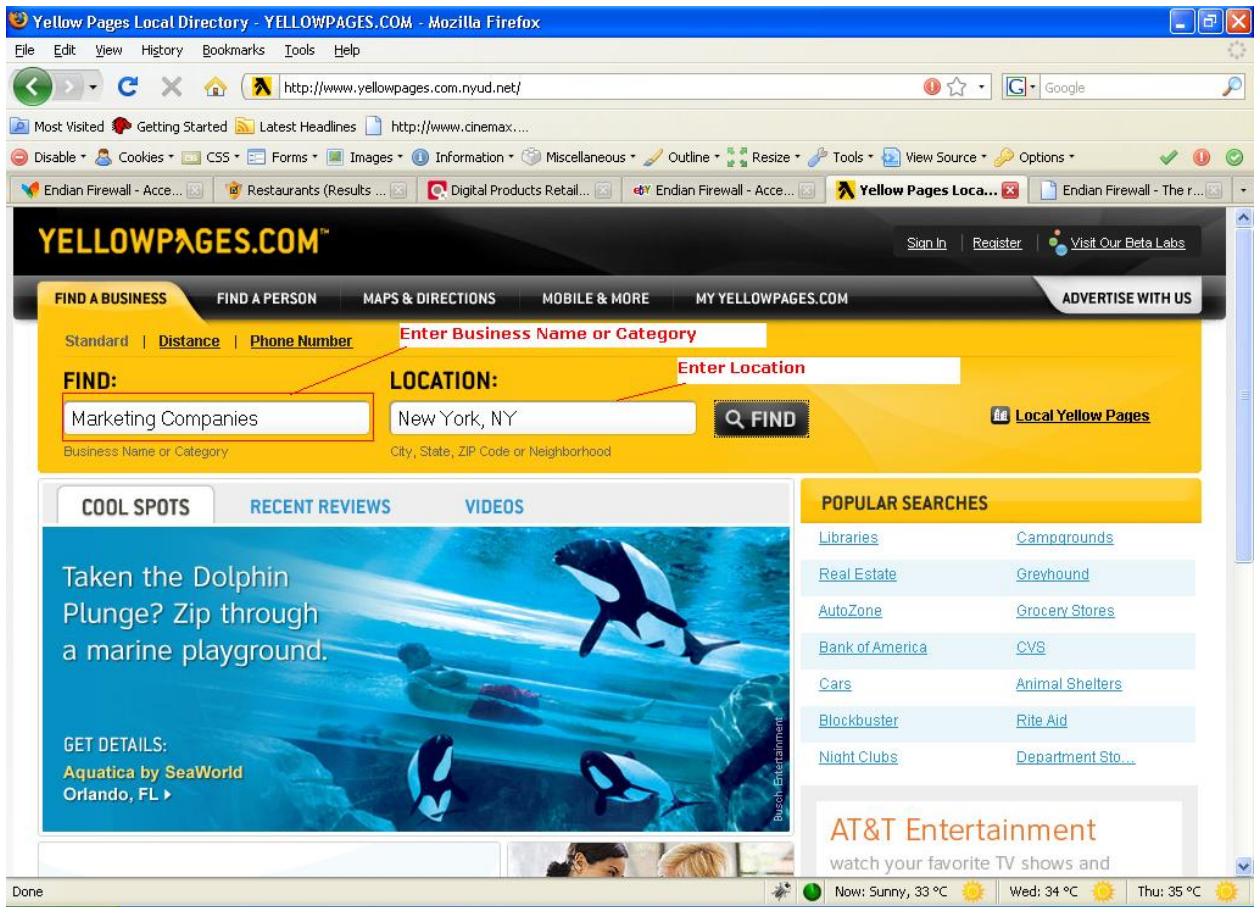 Yellow Pages Local Directory - YELLOWPAGES.COM - Mozilla Firefox
File Edit View History Bookmarks Tools Help
http://www.yellowpages.com.nyud.net/
G Google
Most Visited Getting Started Latest Headlines http://www.cinemax....
Disable Cookies CSS Forms Images Information Miscellaneous Outline Resize Tools View Source Options
Endian Firewall - Acce... Restaurants (Results ... Digital Products Retail... Endian Firewall - Acce... Yellow Pages Loca... Endian Firewall - The r...
YELLOWPAGES.COM™
Sign In | Register | Visit Our Beta Labs
FIND A BUSINESS FIND A PERSON MAPS & DIRECTIONS MOBILE & MORE MY YELLOWPAGES.COM ADVERTISE WITH US
Standard | Distance | Phone Number
Enter Business Name or Category
Enter Location
FIND: LOCATION:
Marketing Companies New York, NY FIND Local Yellow Pages
Business Name or Category City, State, ZIP Code or Neighborhood
COOL SPOTS RECENT REVIEWS VIDEOS
Taken the Dolphin
Plunge? Zip through
a marine playground.
GET DETAILS:
Aquatica by SeaWorld
Orlando, FL
Busch Entertainment
POPULAR SEARCHES
Libraries Campgrounds
Real Estate Greyhound
AutoZone Grocery Stores
Bank of America CVS
Cars Animal Shelters
Blockbuster Rite Aid
Night Clubs Department Sto...
AT&T Entertainment
watch your favorite TV shows and
Done Now: Sunny, 33 °C Wed: 34 °C Thu: 35 °C